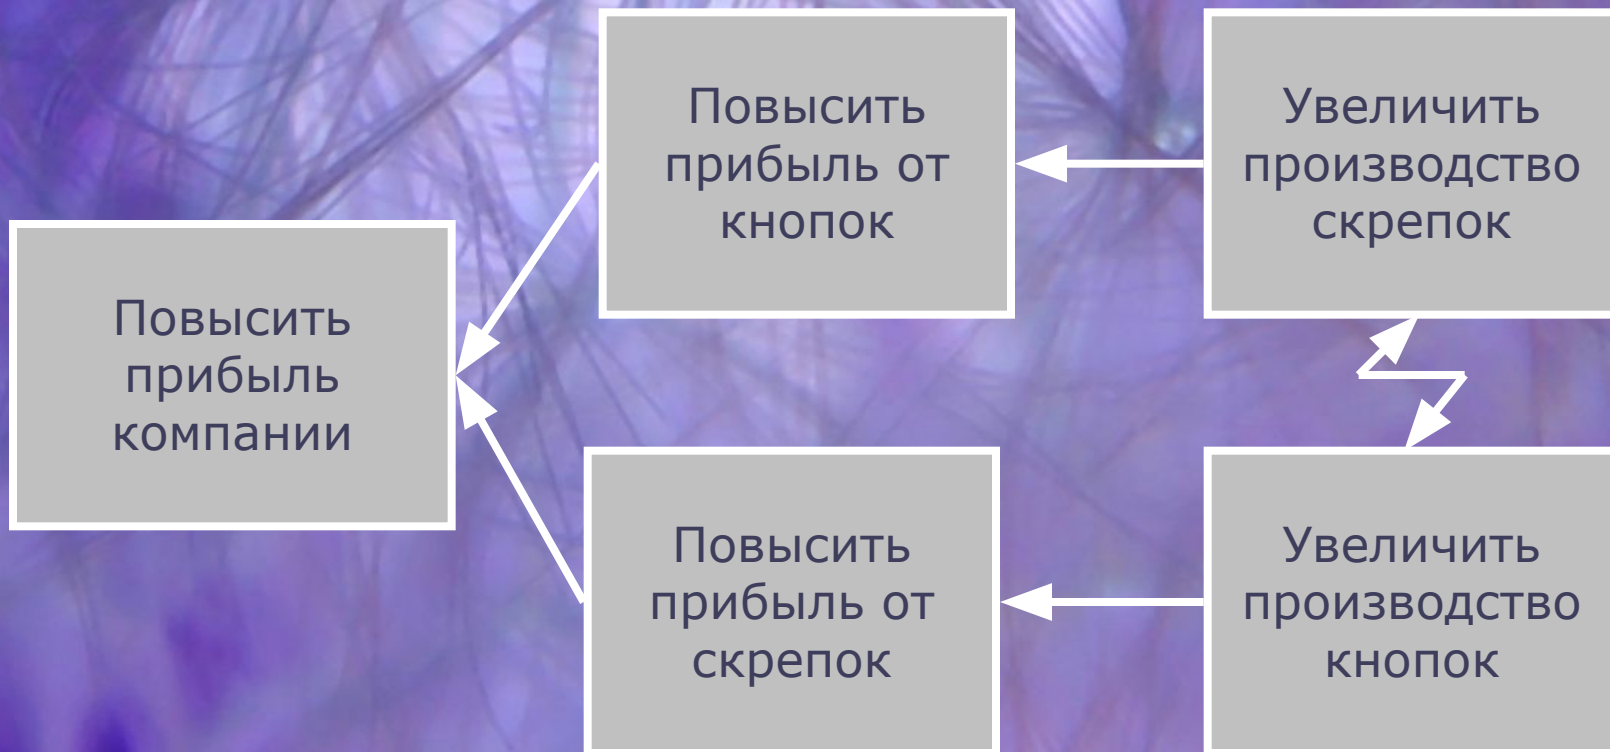 Повысить
прибыль от
кнопок
Увеличить
производство
скрепок
Повысить
прибыль
компании
Повысить
прибыль от
скрепок
Увеличить
производство
кнопок